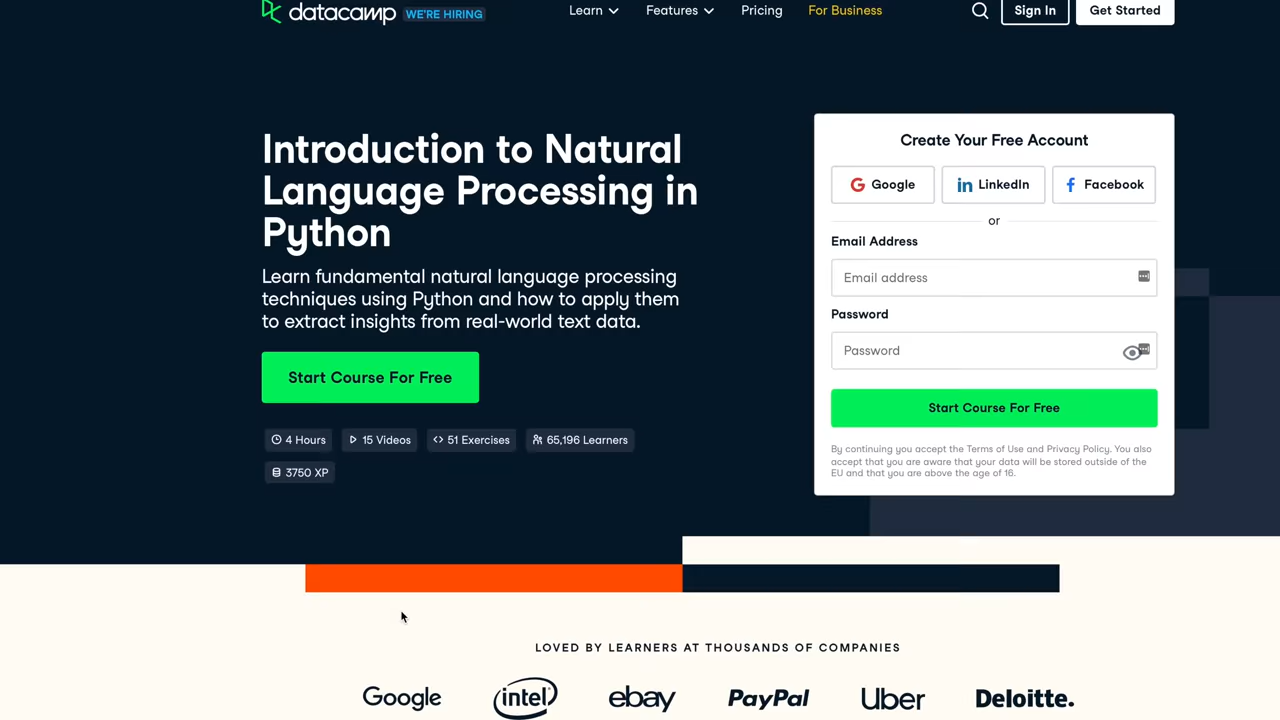 datacamp WE'RE HIRING Learn Features Pricing For Business Sign In Get Started
Introduction to Natural
Language Processing in
Python
Learn fundamental natural language processing
techniques using Python and how to apply them
to extract insights from real-world text data.
Start Course For Free
4 Hours 15 Videos 51 Exercises 65,196 Learners
3750 XP
Create Your Free Account
Google LinkedIn Facebook
or
Email Address
Email address
Password
Password
Start Course For Free
By continuing you accept the Terms of Use and Privacy Policy. You also
accept that you are aware that your data will be stored outside of the
EU and that you are above the age of 16.
LOVED BY LEARNERS AT THOUSANDS OF COMPANIES
Google intel ebay PayPal Uber Deloitte.